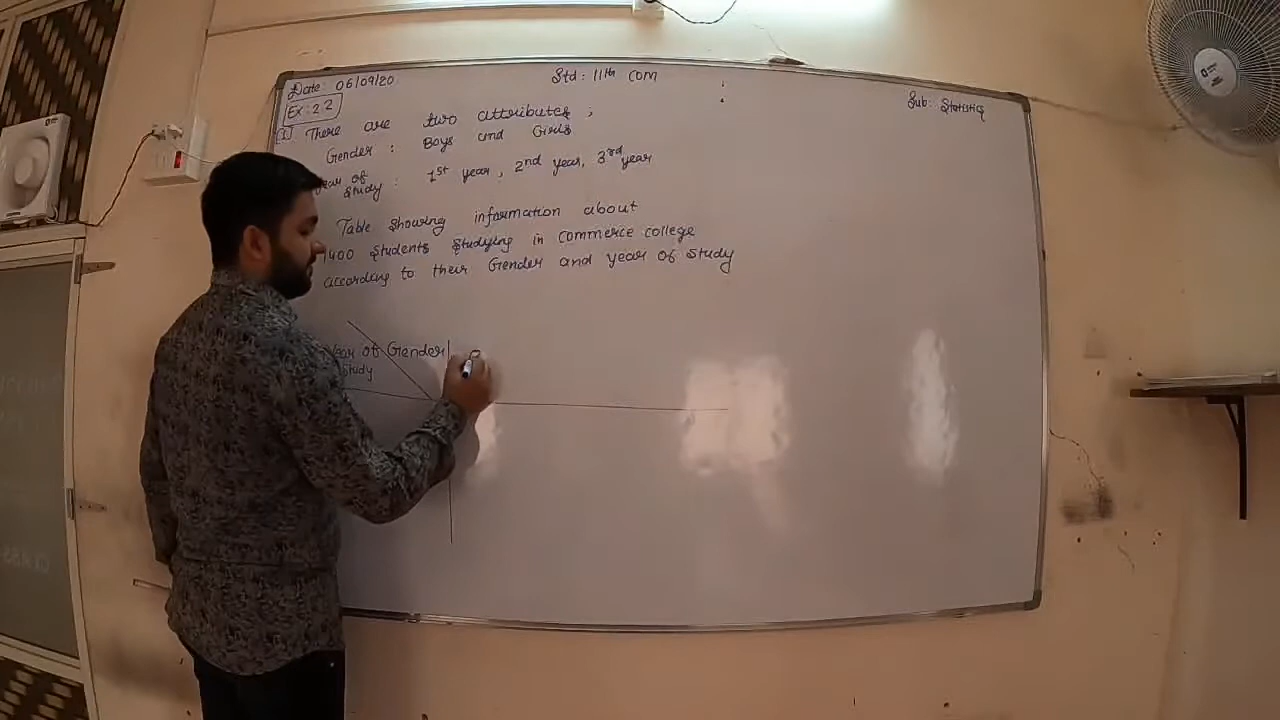 Date: 06/09/20
Std: 11th com
Sub: Statistics
Ex: 2.2
There are two attributes;
Gender: Boys and Girls
Year of Study: 1st year, 2nd year, 3rd year
Table showing information about
1400 students studying in commerce college
according to their Gender and year of study
Year of Study
Gender